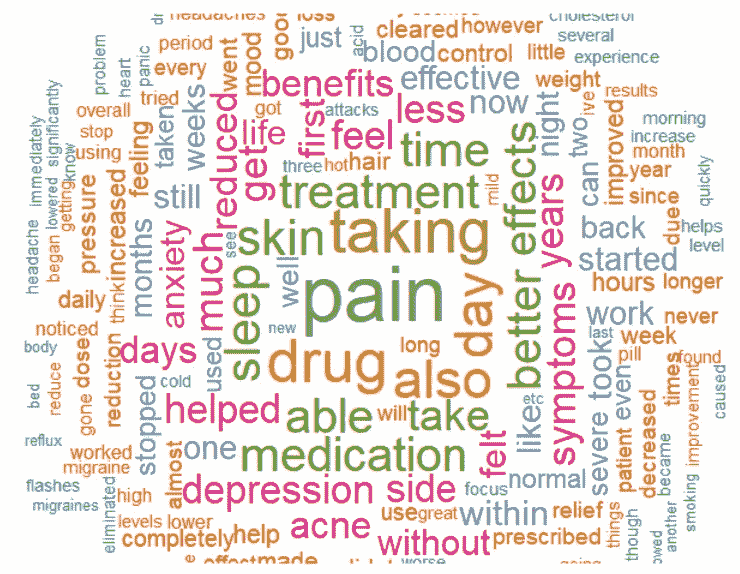 headaches
loss
cholesterol
just
acid
cleared
however
several
problem
heart
panic
period
went
mood
good
blood
control
little
experience
every
benefits
effective
weight
results
immediately
significantly
overall
tried
taken
weeks
reduced
got
first
attacks
less
now
night
two
improved
morning
stop
feeling
life
feel
time
increase
using
get
three
hot
hair
month
know
lowered
getting
pressure
increased
still
treatment
mild
effects
years
can
year
since
quickly
headache
began
months
anxiety
much
see
skin
taking
back
due
helps
level
think
sleep
well
pain
day
better
symptoms
started
daily
hours
longer
noticed
new
work
never
body
dose
days
used
drug
long
last
week
reduction
also
took
pill
found
bed
reduce
gone
stopped
cold
helped
able
will
take
etc
like
severe
even
times
caused
reflux
worked
one
medication
felt
patient
decreased
improvement
migraine
almost
focus
normal
became
smoking
flashes
high
depression
side
migraines
eliminated
use
great
within
relief
things
another
levels
lower
acne
completely
help
without
prescribed
though
made
worse